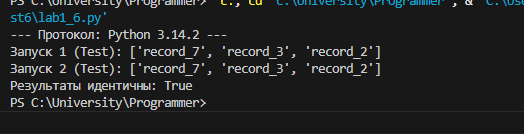 PS C:\University\Programmer> c:; cd 'c:\University\Programmer'; & 'c:\Use
st6\lab1_6.py'
--- Протокол: Python 3.14.2 ---
Запуск 1 (Test): ['record_7', 'record_3', 'record_2']
Запуск 2 (Test): ['record_7', 'record_3', 'record_2']
Результаты идентичны: True
PS C:\University\Programmer>